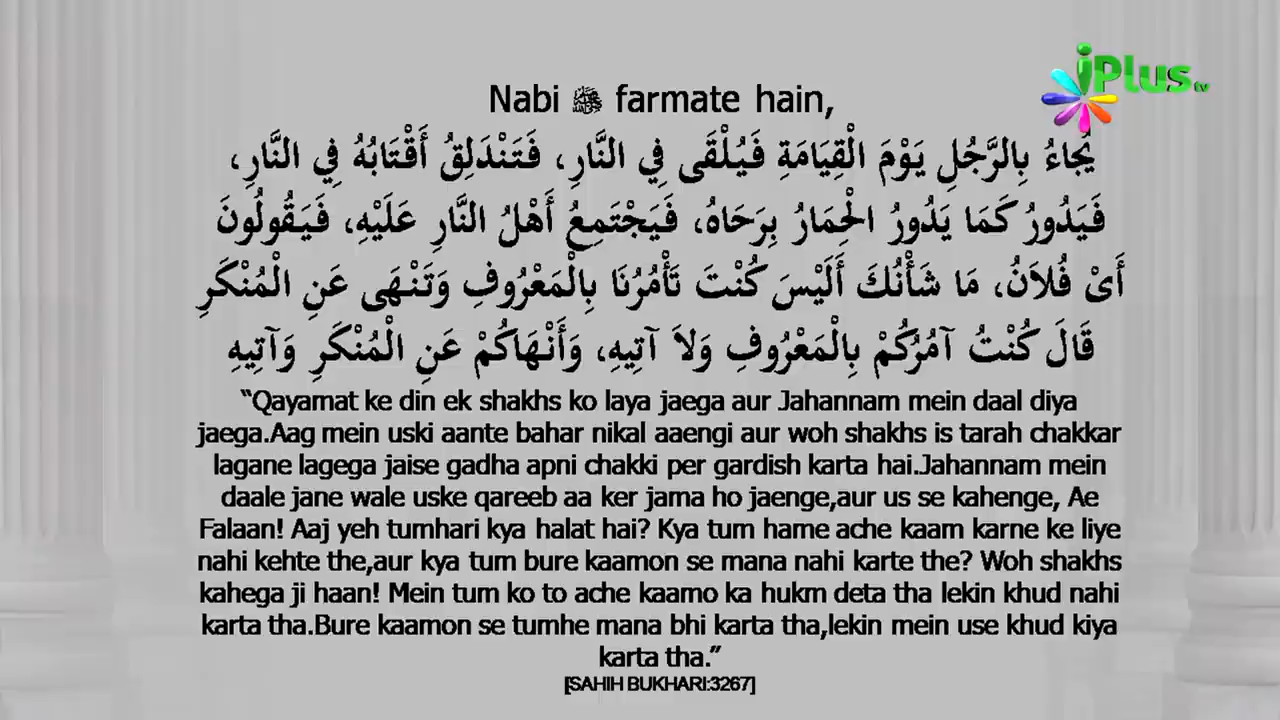 iPlus tv
Nabi ﷺ farmate hain,
يُجَاءُ بِالرَّجُلِ يَوْمَ الْقِيَامَةِ فَيُلْقَى فِي النَّارِ، فَتَنْدَلِقُ أَقْتَابُهُ فِي النَّارِ،
فَيَدُورُ كَمَا يَدُورُ الْحِمَارُ بِرَحَاهُ، فَيَجْتَمِعُ أَهْلُ النَّارِ عَلَيْهِ، فَيَقُولُونَ
أَىْ فُلاَنُ، مَا شَأْنُكَ أَلَيْسَ كُنْتَ تَأْمُرُنَا بِالْمَعْرُوفِ وَتَنْهَى عَنِ الْمُنْكَرِ
قَالَ كُنْتُ آمُرُكُمْ بِالْمَعْرُوفِ وَلاَ آتِيهِ، وَأَنْهَاكُمْ عَنِ الْمُنْكَرِ وَآتِيهِ
“Qayamat ke din ek shakhs ko laya jaega aur Jahannam mein daal diya
jaega.Aag mein uski aante bahar nikal aaengi aur woh shakhs is tarah chakkar
lagane lagega jaise gadha apni chakki per gardish karta hai.Jahannam mein
daale jane wale uske qareeb aa ker jama ho jaenge,aur us se kahenge, Ae
Falaan! Aaj yeh tumhari kya halat hai? Kya tum hame ache kaam karne ke liye
nahi kehte the,aur kya tum bure kaamon se mana nahi karte the? Woh shakhs
kahega ji haan! Mein tum ko to ache kaamo ka hukm deta tha lekin khud nahi
karta tha.Bure kaamon se tumhe mana bhi karta tha,lekin mein use khud kiya
karta tha.”
[SAHIH BUKHARI:3267]